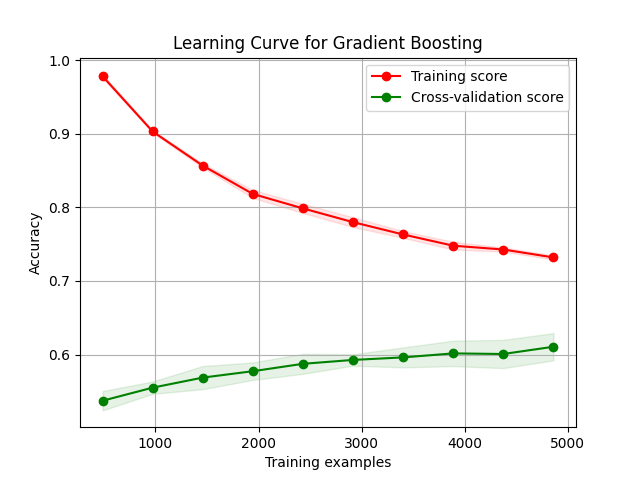 Learning Curve for Gradient Boosting
1.0
0.9
0.8
0.7
0.6
Accuracy
Training score
Cross-validation score
1000
2000
3000
4000
5000
Training examples